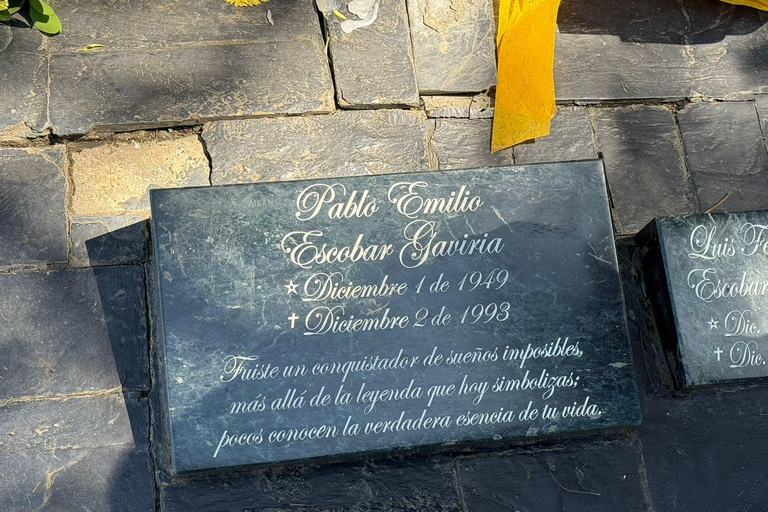 Pablo Emilio
Escobar Gaviria
☆ Diciembre 1 de 1949
✝ Diciembre 2 de 1993
Fuiste un conquistador de sueños imposibles,
más allá de la leyenda que hoy simbolizas;
pocos conocen la verdadera esencia de tu vida.
Luis Fe
Escobar
☆ Dic.
✝ Dic.